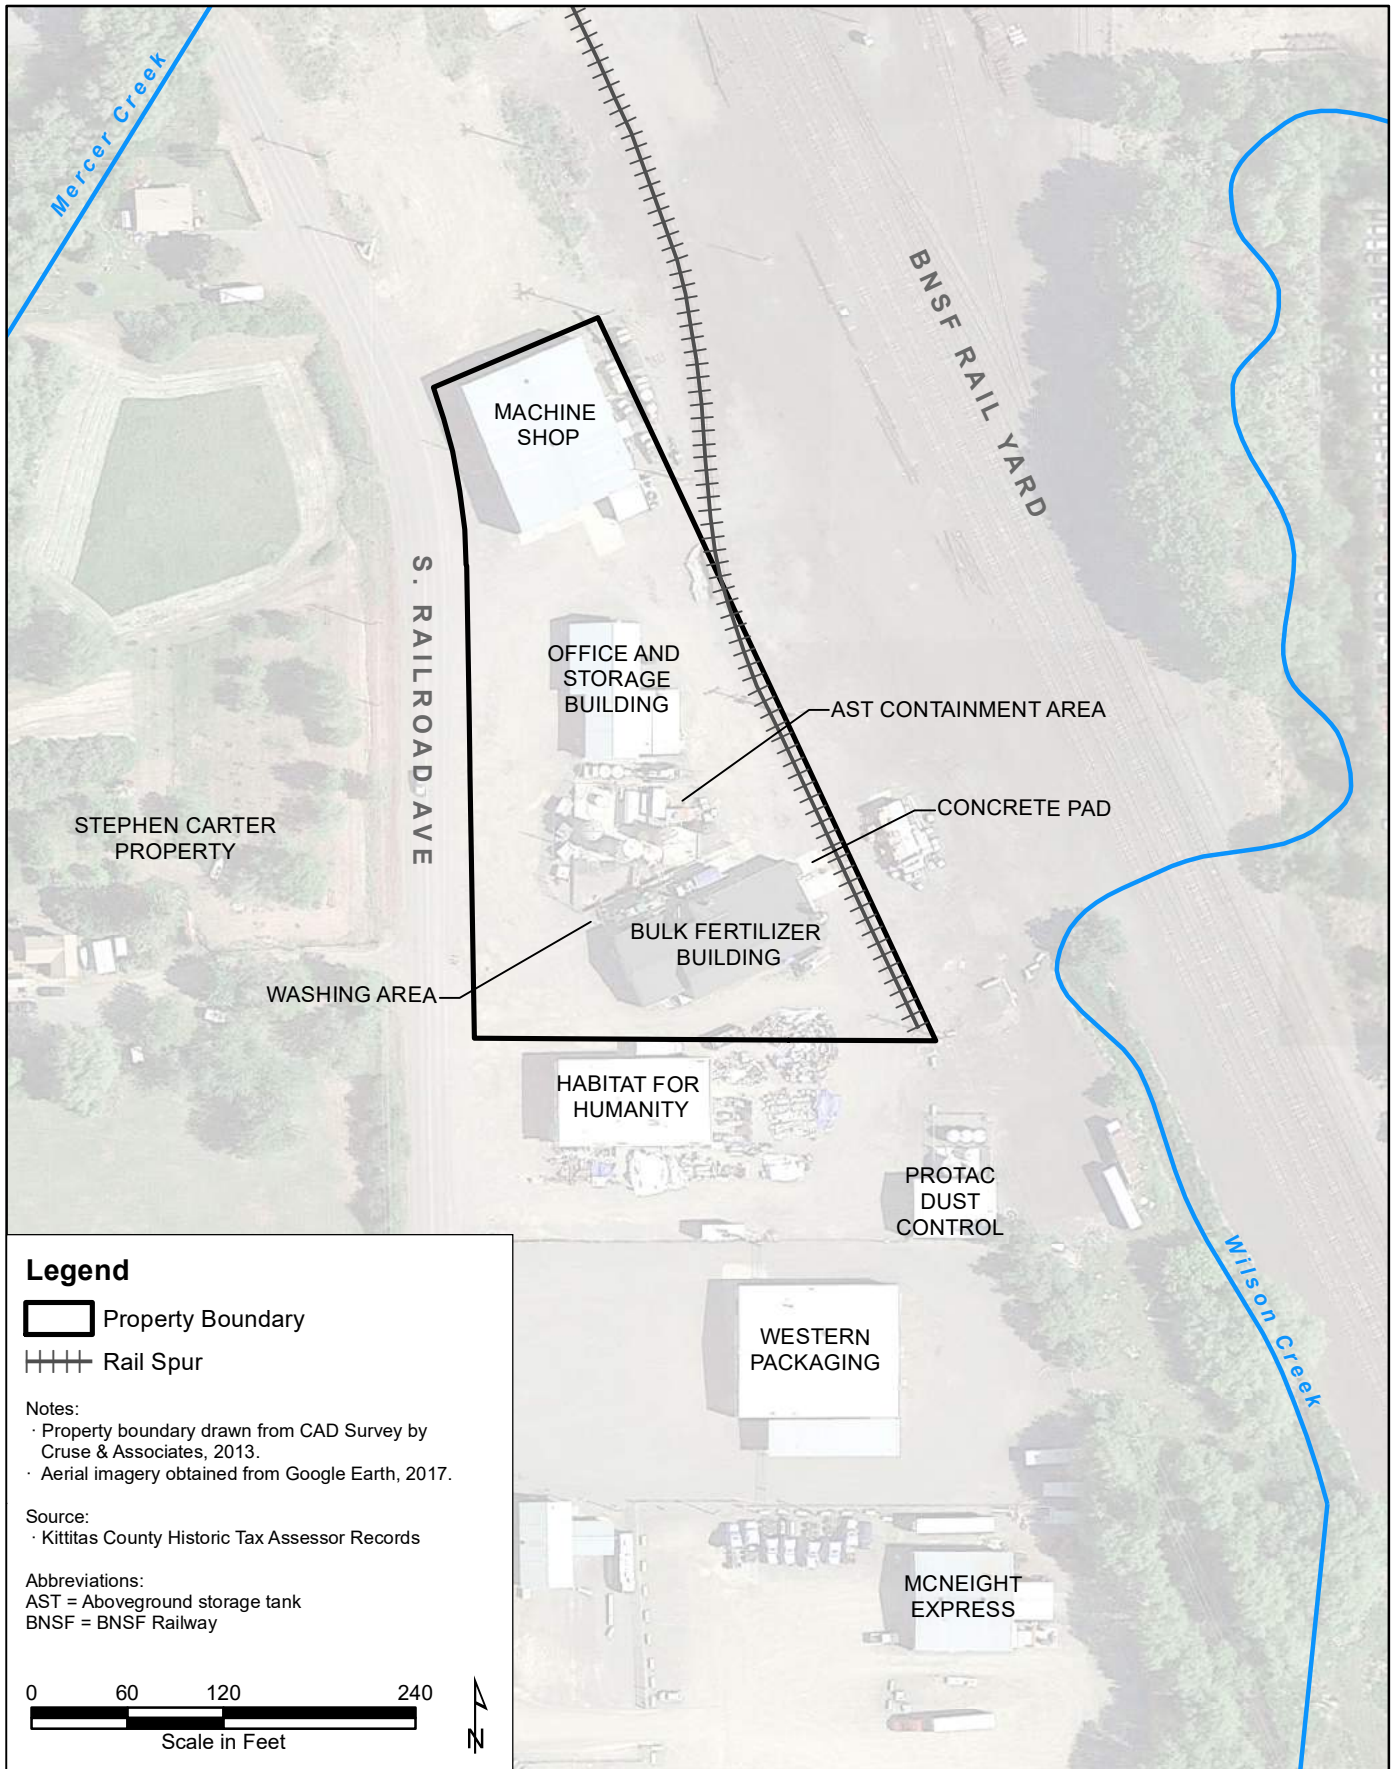 Mercer Creek
BNSF RAIL YARD
MACHINE
SHOP
S. RAILROAD AVE
OFFICE AND
STORAGE
BUILDING
AST CONTAINMENT AREA
CONCRETE PAD
STEPHEN CARTER
PROPERTY
BULK FERTILIZER
BUILDING
WASHING AREA
HABITAT FOR
HUMANITY
PROTAC
DUST
CONTROL
Wilson Creek
WESTERN
PACKAGING
MCNEIGHT
EXPRESS
Legend
Property Boundary
Rail Spur
Notes:
· Property boundary drawn from CAD Survey by
Cruse & Associates, 2013.
· Aerial imagery obtained from Google Earth, 2017.
Source:
· Kittitas County Historic Tax Assessor Records
Abbreviations:
AST = Aboveground storage tank
BNSF = BNSF Railway
0 60 120 240
Scale in Feet
N